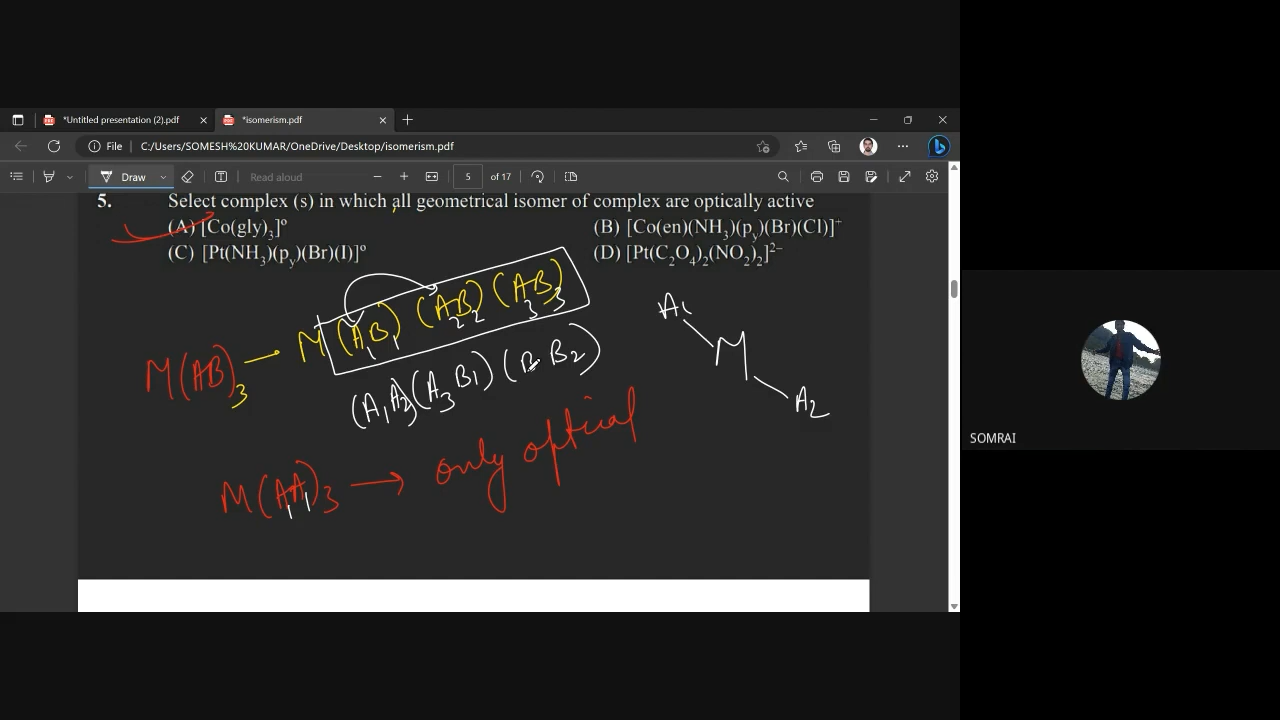 *Untitled presentation (2).pdf
*isomerism.pdf
File C:/Users/SOMESH%20KUMAR/OneDrive/Desktop/isomerism.pdf
Draw Read aloud 5 of 17
5. Select complex (s) in which all geometrical isomer of complex are optically active
(A) [Co(gly)₃]º (B) [Co(en)(NH₃)(pᵧ)(Br)(Cl)]⁺
(C) [Pt(NH₃)(pᵧ)(Br)(I)]º (D) [Pt(C₂O₄)₂(NO₂)₂]²⁻
M(AB)₃ → M(A₁B₁)(A₂B₂)(A₃B₃)
(A₁A₂)(A₃B₁)(B₃B₂)
A₁
M
A₂
M(AA)₃ → only optical
SOMRAI